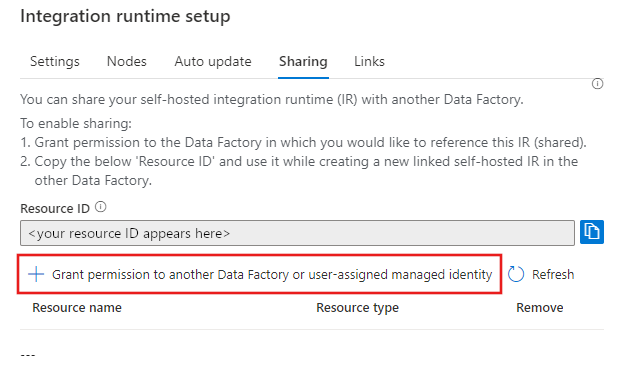 Integration runtime setup
Settings Nodes Auto update Sharing Links
You can share your self-hosted integration runtime (IR) with another Data Factory.
To enable sharing:
1. Grant permission to the Data Factory in which you would like to reference this IR (shared).
2. Copy the below 'Resource ID' and use it while creating a new linked self-hosted IR in the
other Data Factory.
Resource ID
<your resource ID appears here>
Grant permission to another Data Factory or user-assigned managed identity Refresh
Resource name Resource type Remove
---